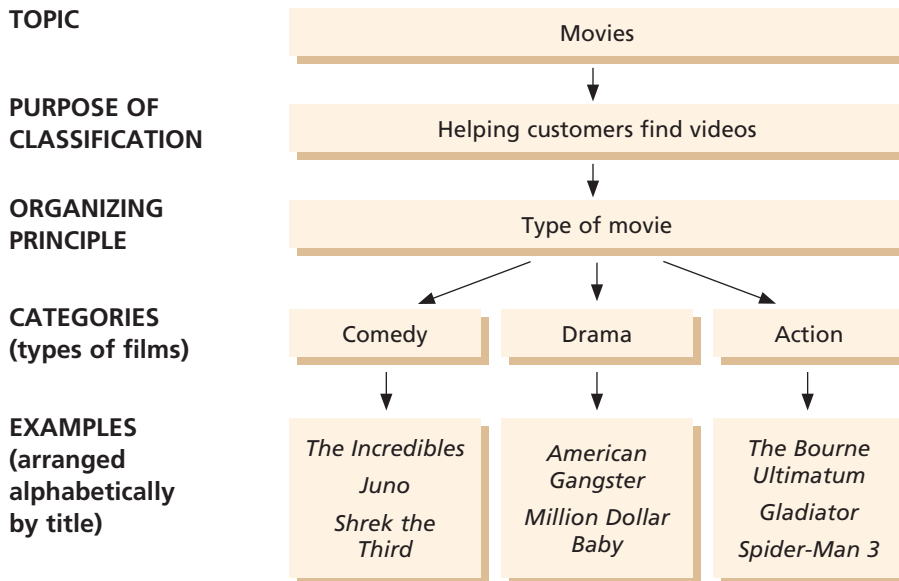 TOPIC
Movies
PURPOSE OF
CLASSIFICATION
Helping customers find videos
ORGANIZING
PRINCIPLE
Type of movie
CATEGORIES
(types of films)
Comedy
Drama
Action
EXAMPLES
(arranged
alphabetically
by title)
The Incredibles
Juno
Shrek the
Third
American
Gangster
Million Dollar
Baby
The Bourne
Ultimatum
Gladiator
Spider-Man 3